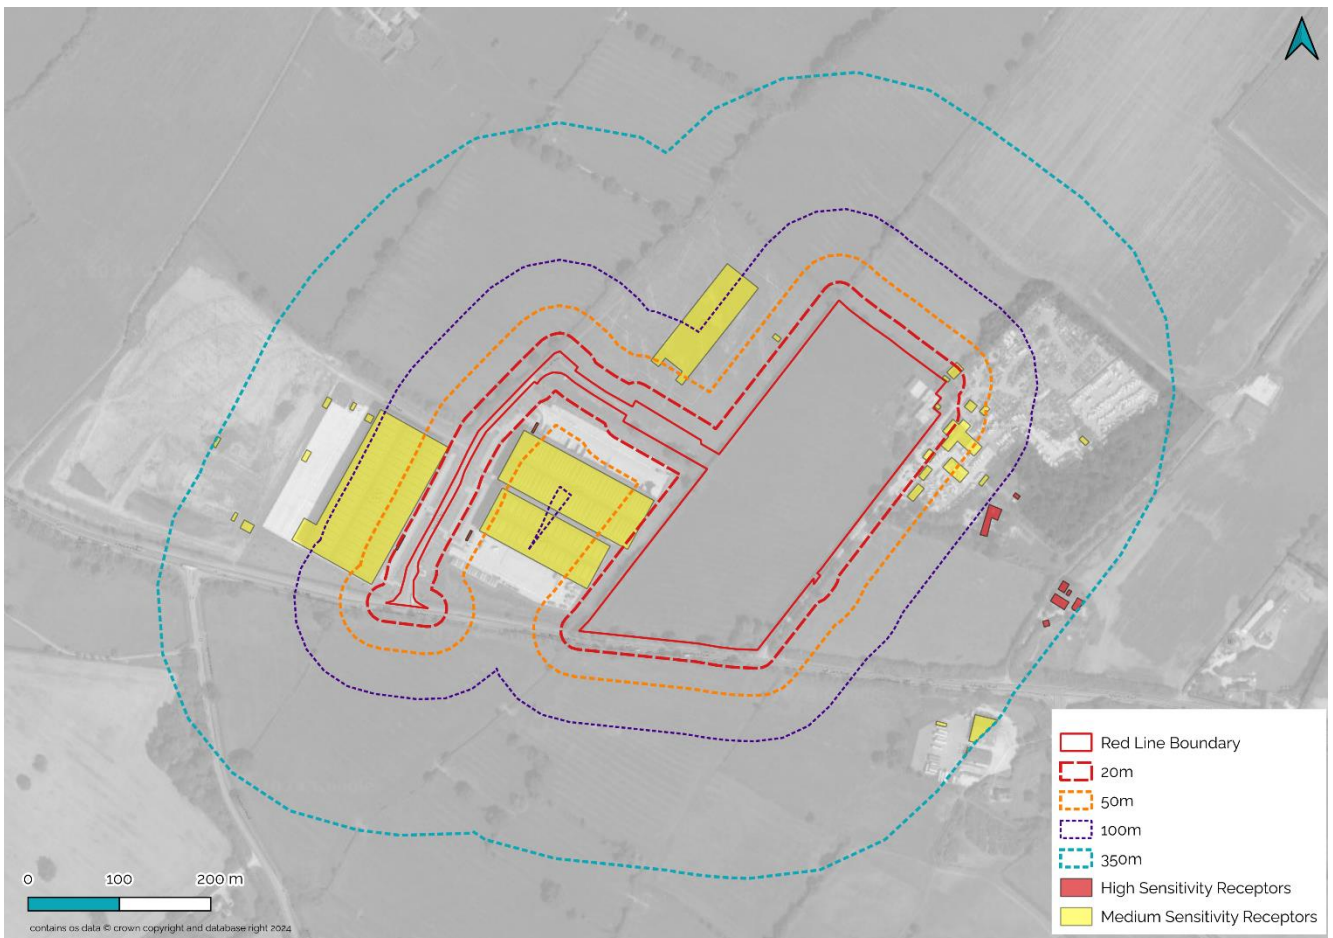 Red Line Boundary
20m
50m
100m
350m
High Sensitivity Receptors
Medium Sensitivity Receptors
0 100 200 m
contains os data © crown copyright and database right 2024